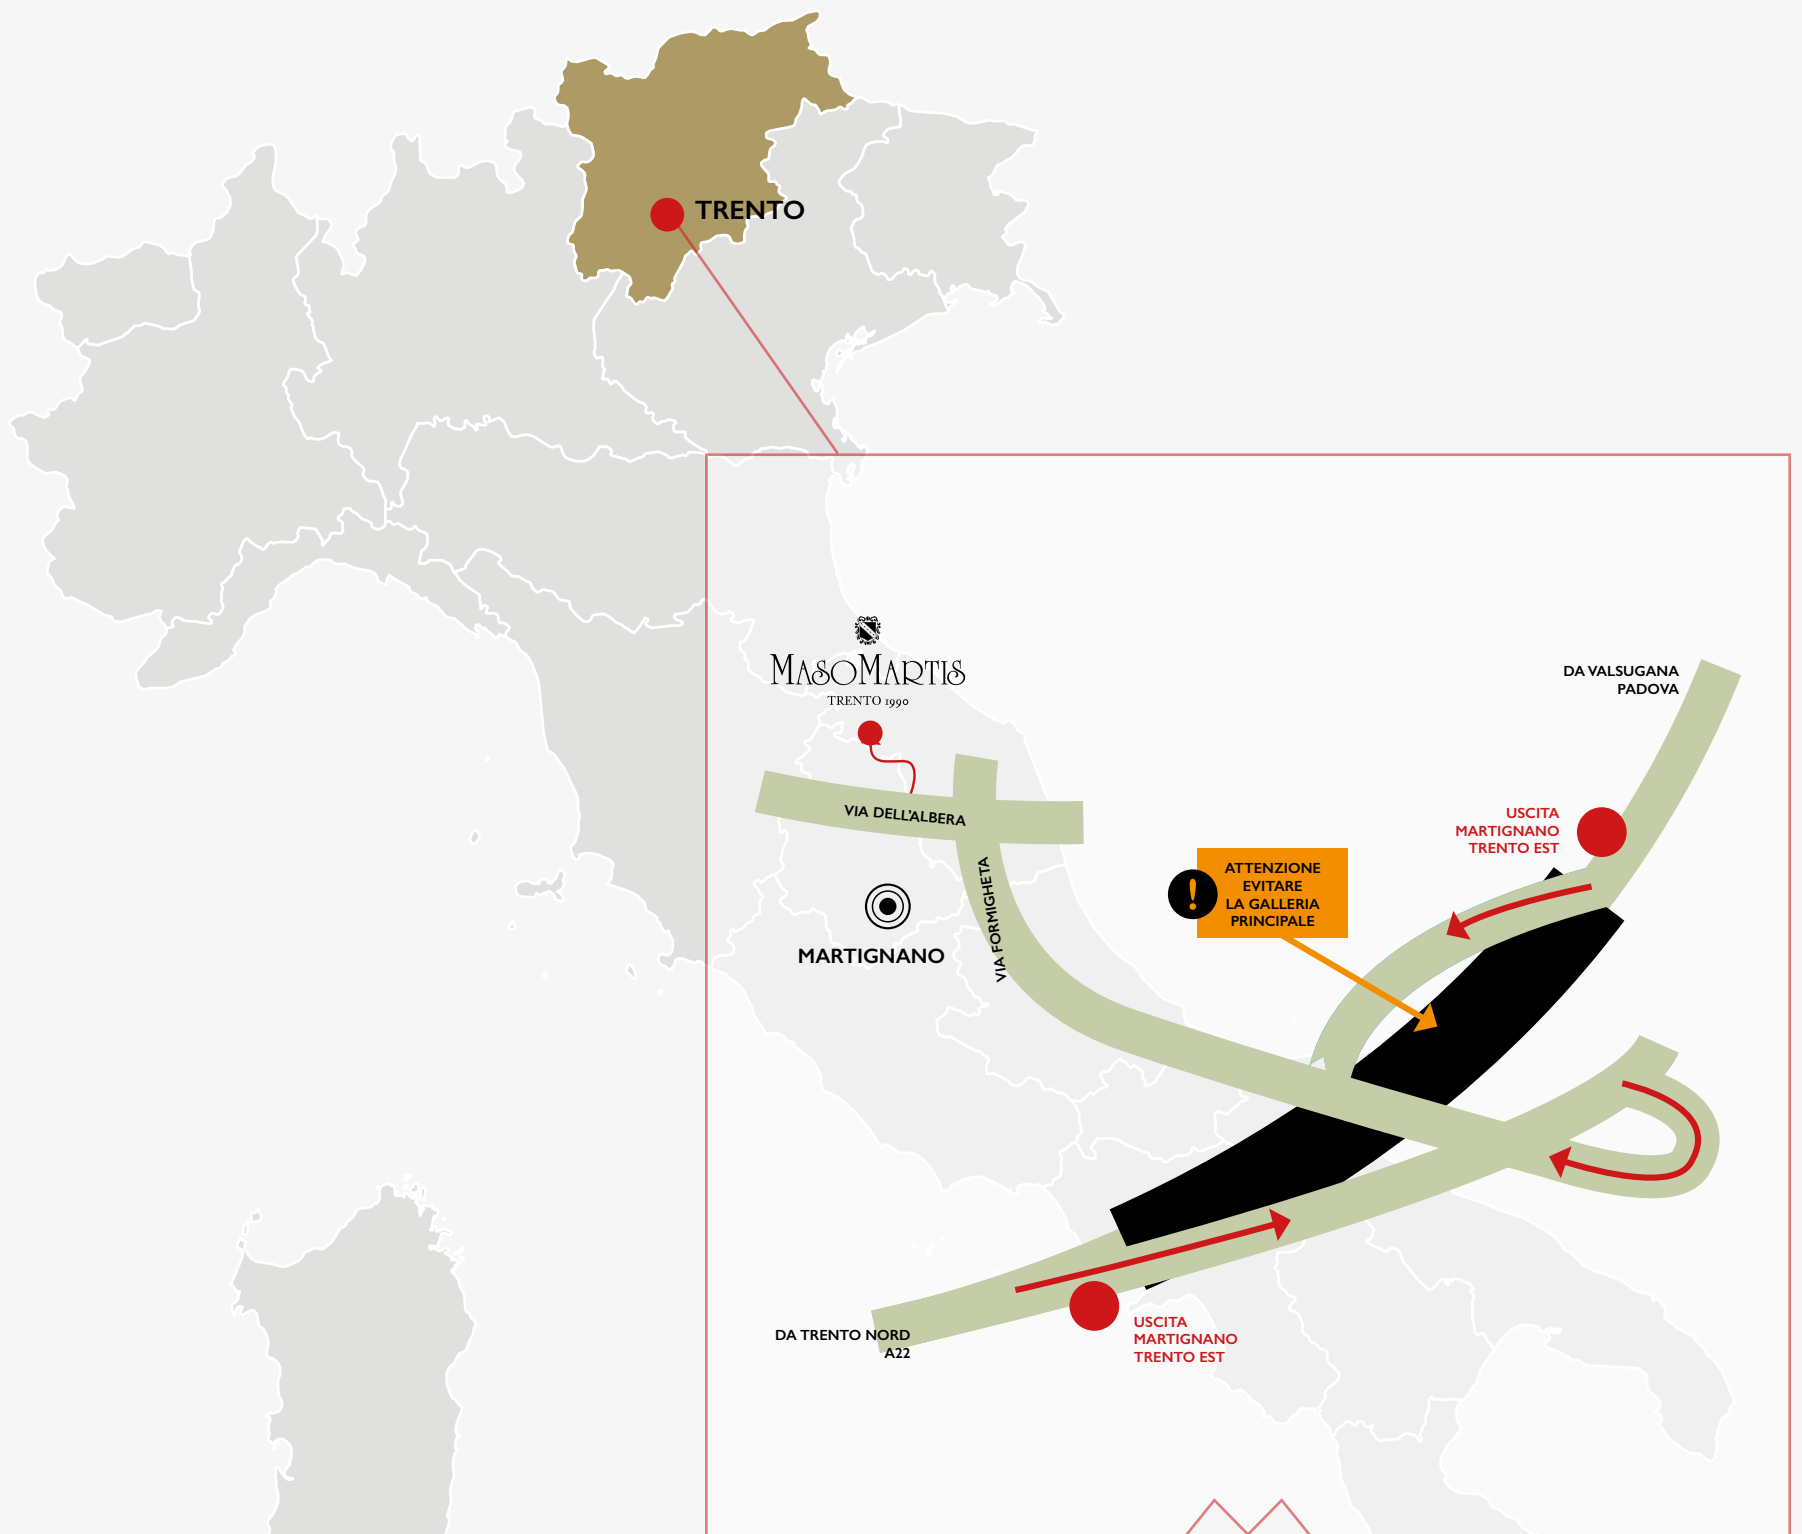 TRENTO
MASOMARTIS
TRENTO 1990
DA VALSUGANA
PADOVA
VIA DELL'ALBERA
USCITA
MARTIGNANO
TRENTO EST
VIA FORMIGHETA
!
ATTENZIONE
EVITARE
LA GALLERIA
PRINCIPALE
MARTIGNANO
DA TRENTO NORD
A22
USCITA
MARTIGNANO
TRENTO EST